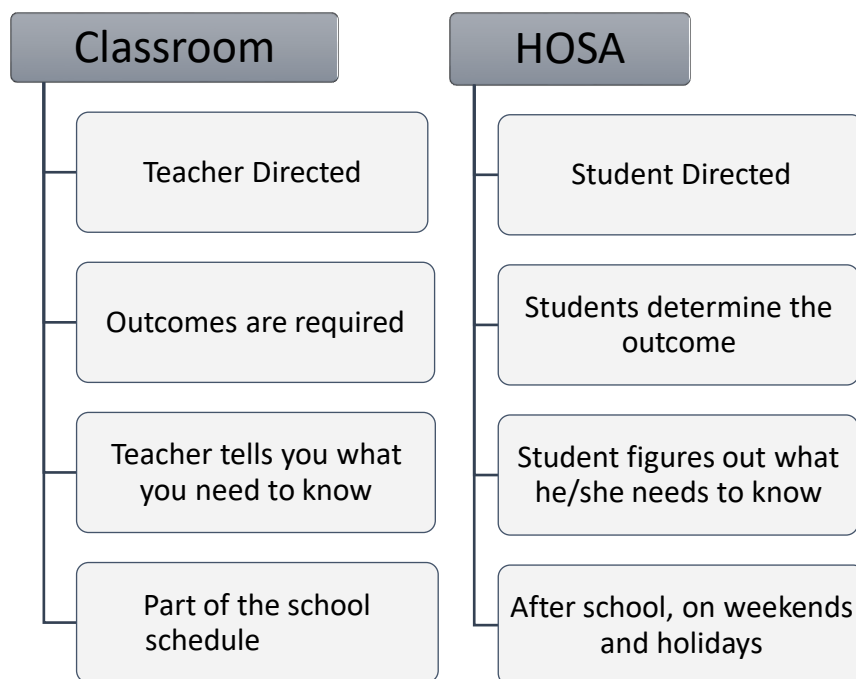 Classroom
Teacher Directed
Outcomes are required
Teacher tells you what
you need to know
Part of the school
schedule
HOSA
Student Directed
Students determine the
outcome
Student figures out what
he/she needs to know
After school, on weekends
and holidays